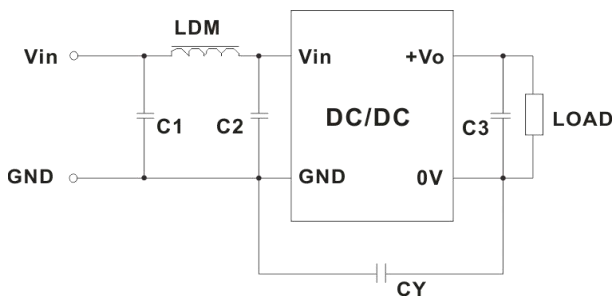 LDM
Vin
Vin
+Vo
C1
C2
DC/DC
C3
LOAD
GND
GND
0V
CY